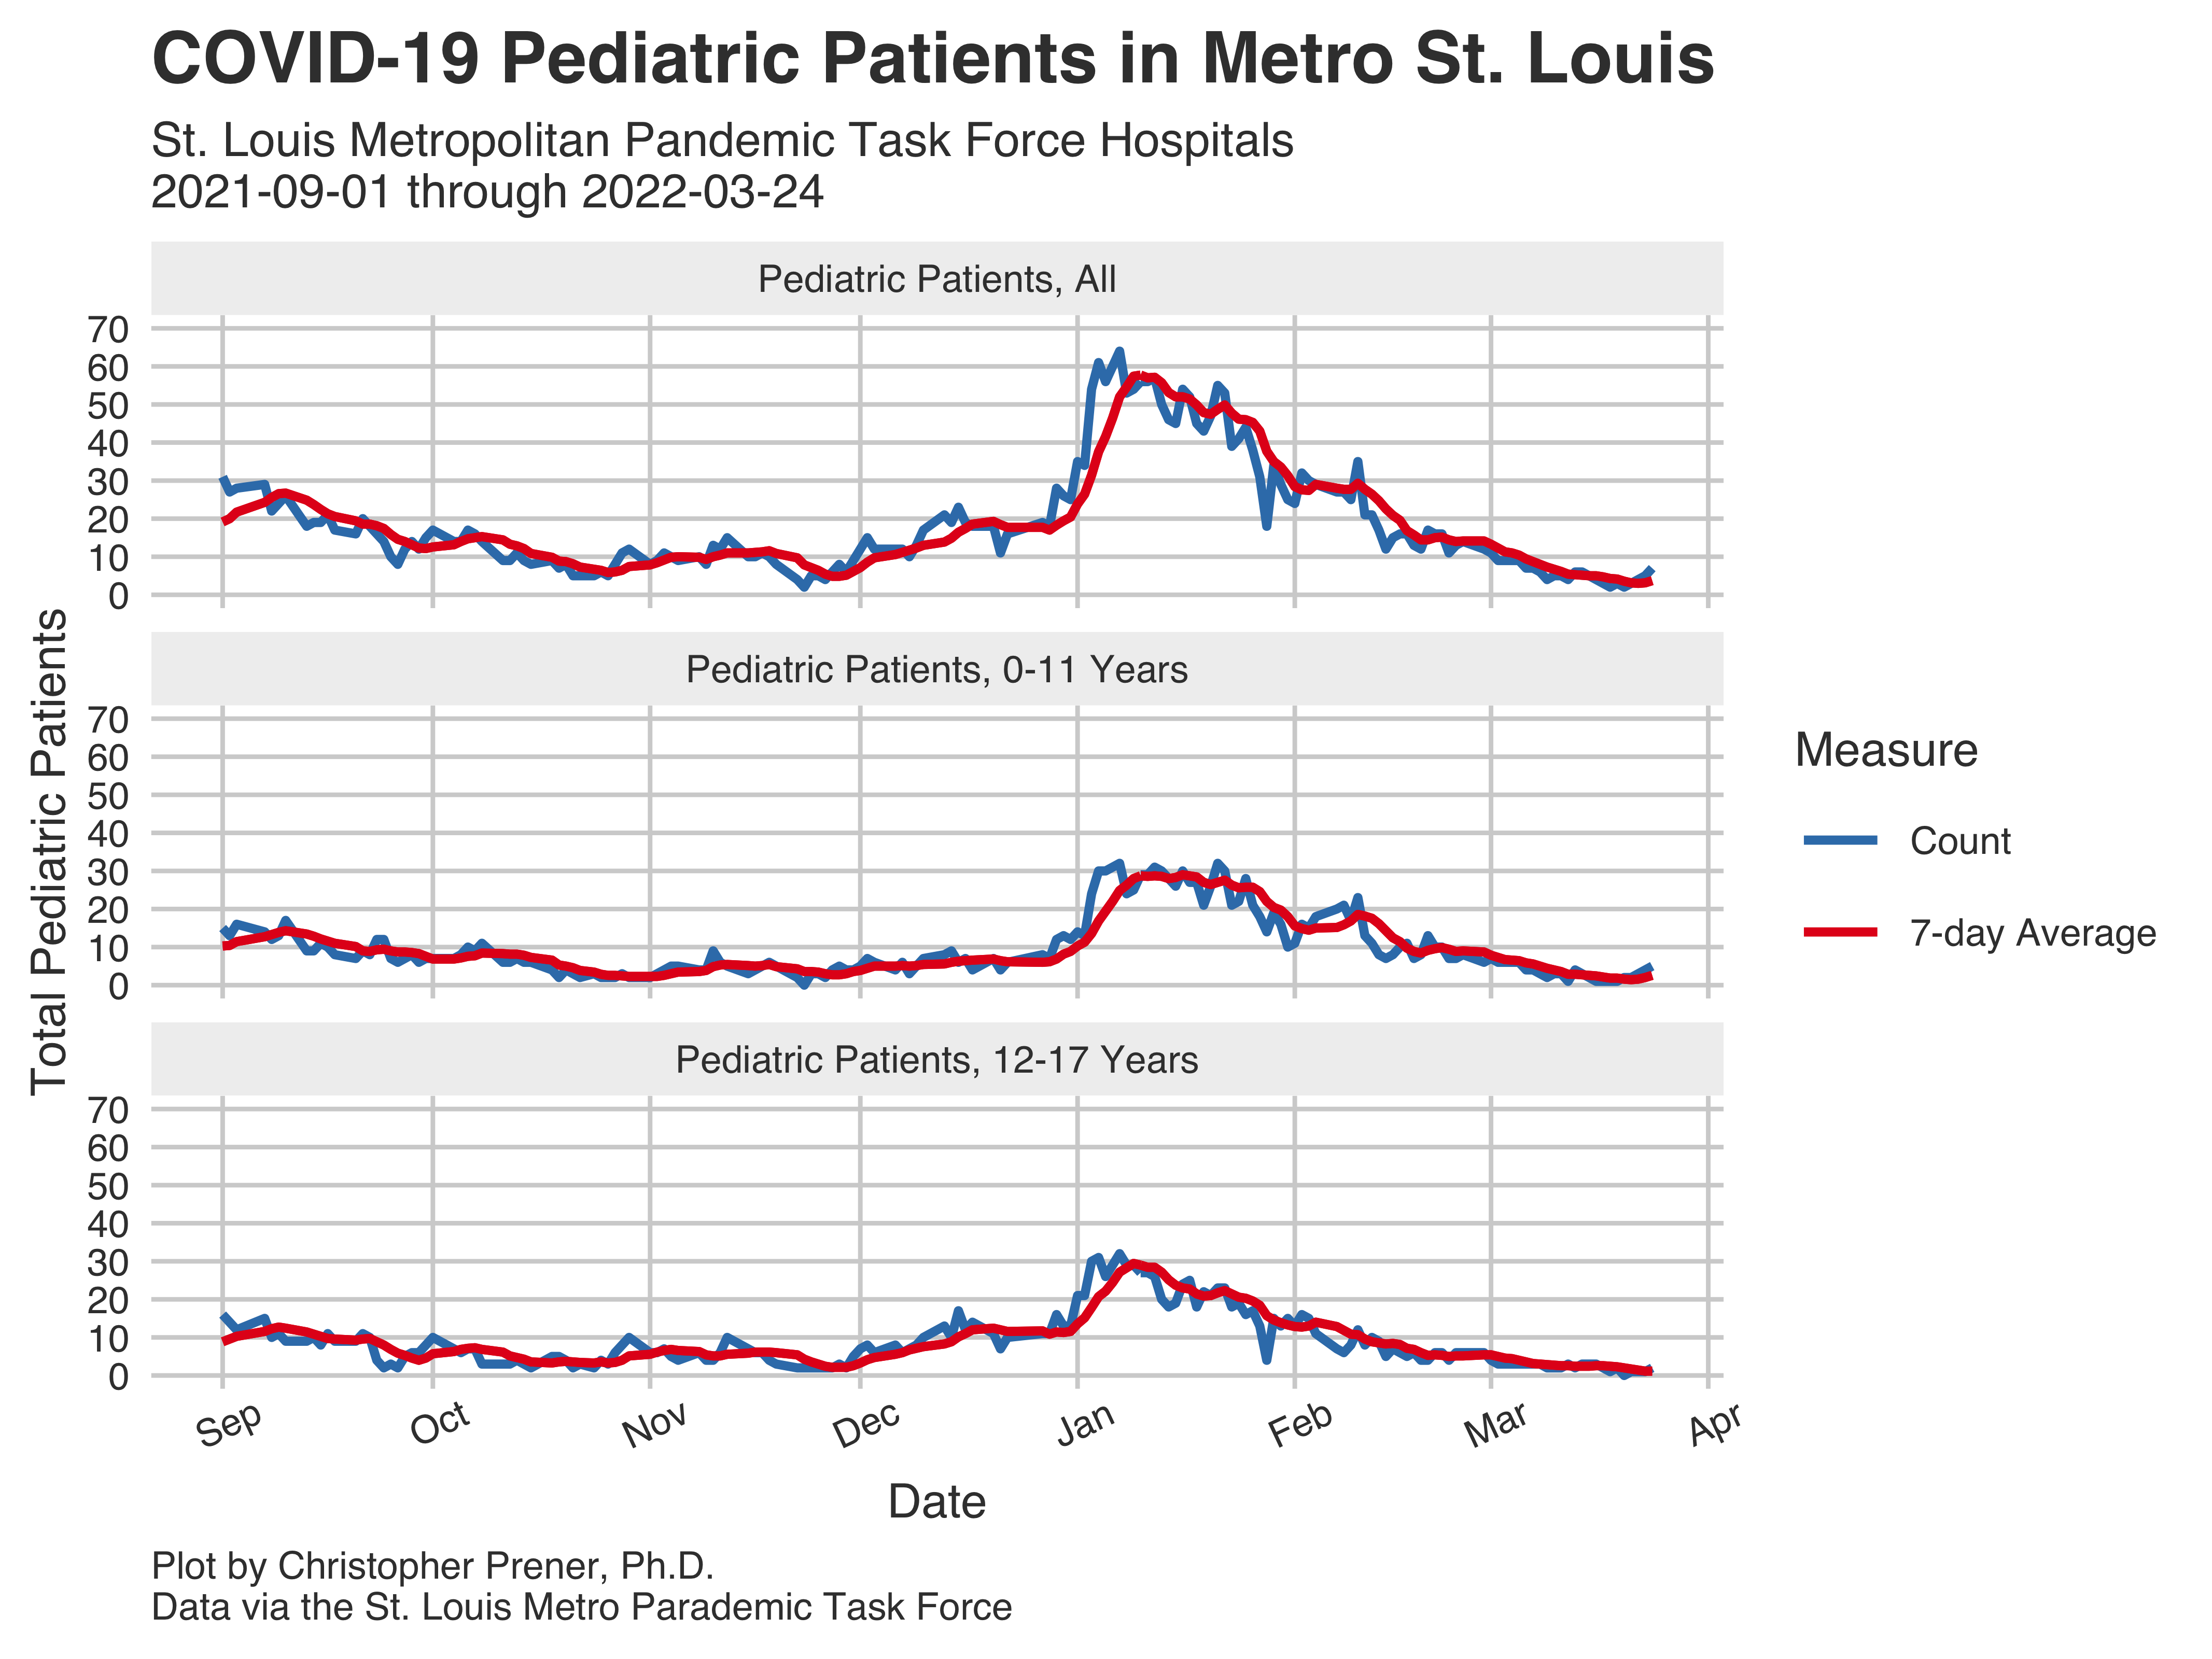 COVID-19 Pediatric Patients in Metro St. Louis
St. Louis Metropolitan Pandemic Task Force Hospitals
2021-09-01 through 2022-03-24
Total Pediatric Patients
Pediatric Patients, All
70
60
50
40
30
20
10
0
Pediatric Patients, 0-11 Years
70
60
50
40
30
20
10
0
Pediatric Patients, 12-17 Years
70
60
50
40
30
20
10
0
Sep Oct Nov Dec Jan Feb Mar Apr
Date
Measure
Count
7-day Average
Plot by Christopher Prener, Ph.D.
Data via the St. Louis Metro Parademic Task Force